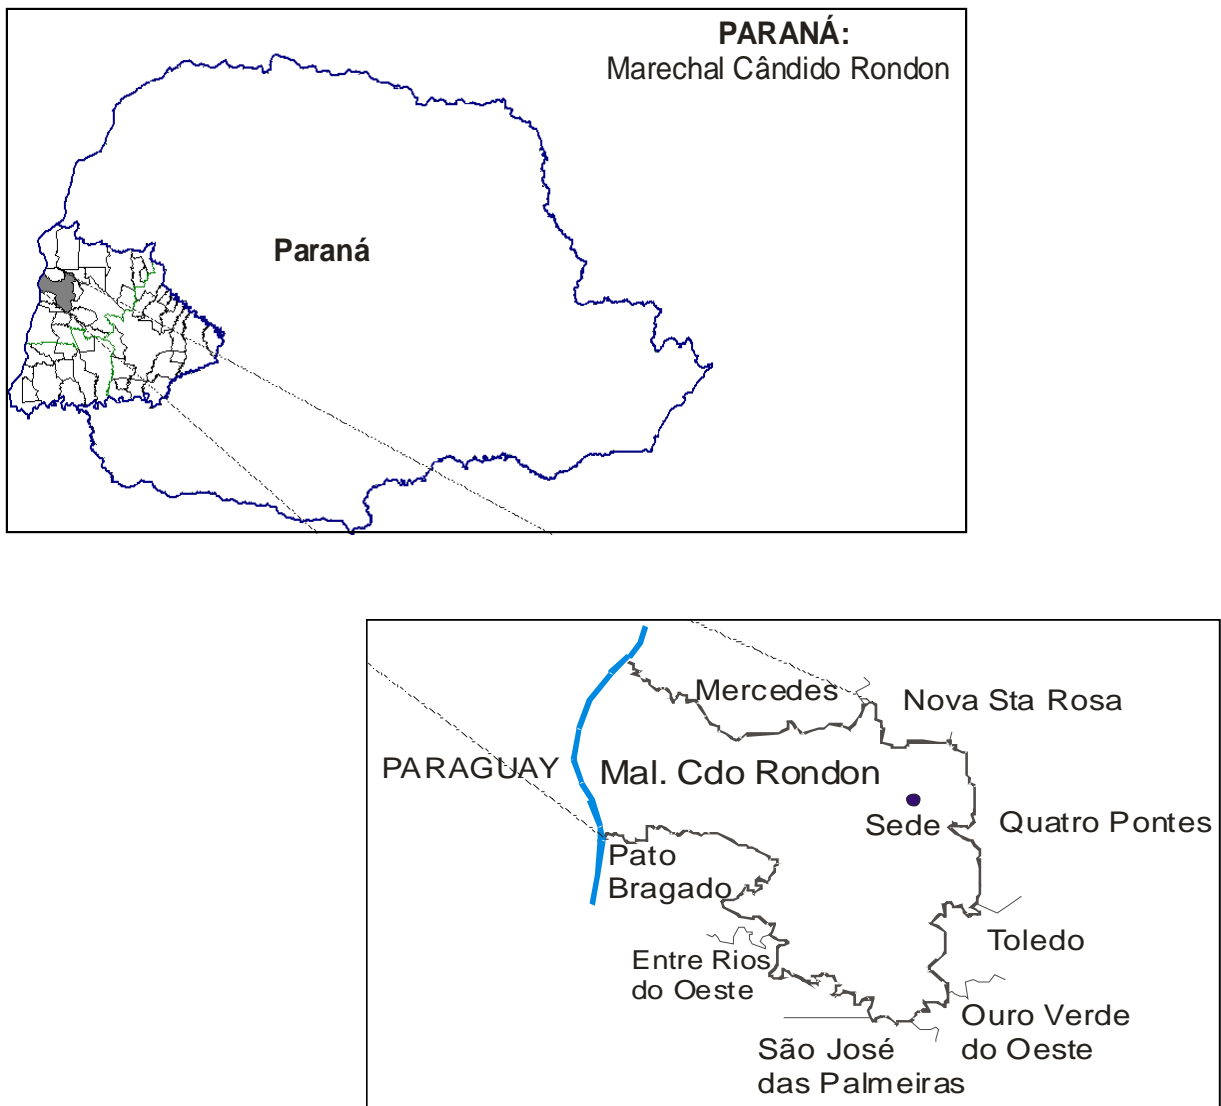 PARANÁ:
Marechal Cândido Rondon
Paraná
Mercedes
Nova Sta Rosa
PARAGUAY
Mal. Cdo Rondon
Sede
Quatro Pontes
Pato
Bragado
Toledo
Entre Rios
do Oeste
Ouro Verde
do Oeste
São José
das Palmeiras